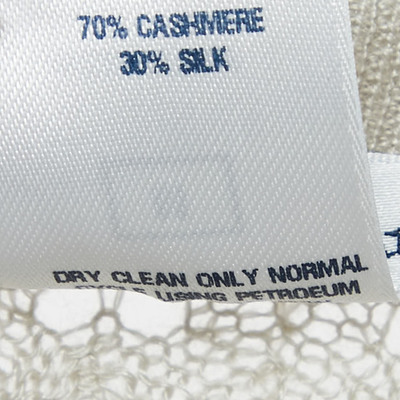 70% CASHMERE
30% SILK
DRY CLEAN ONLY NORMAL
CYCLE USING PETROEUM